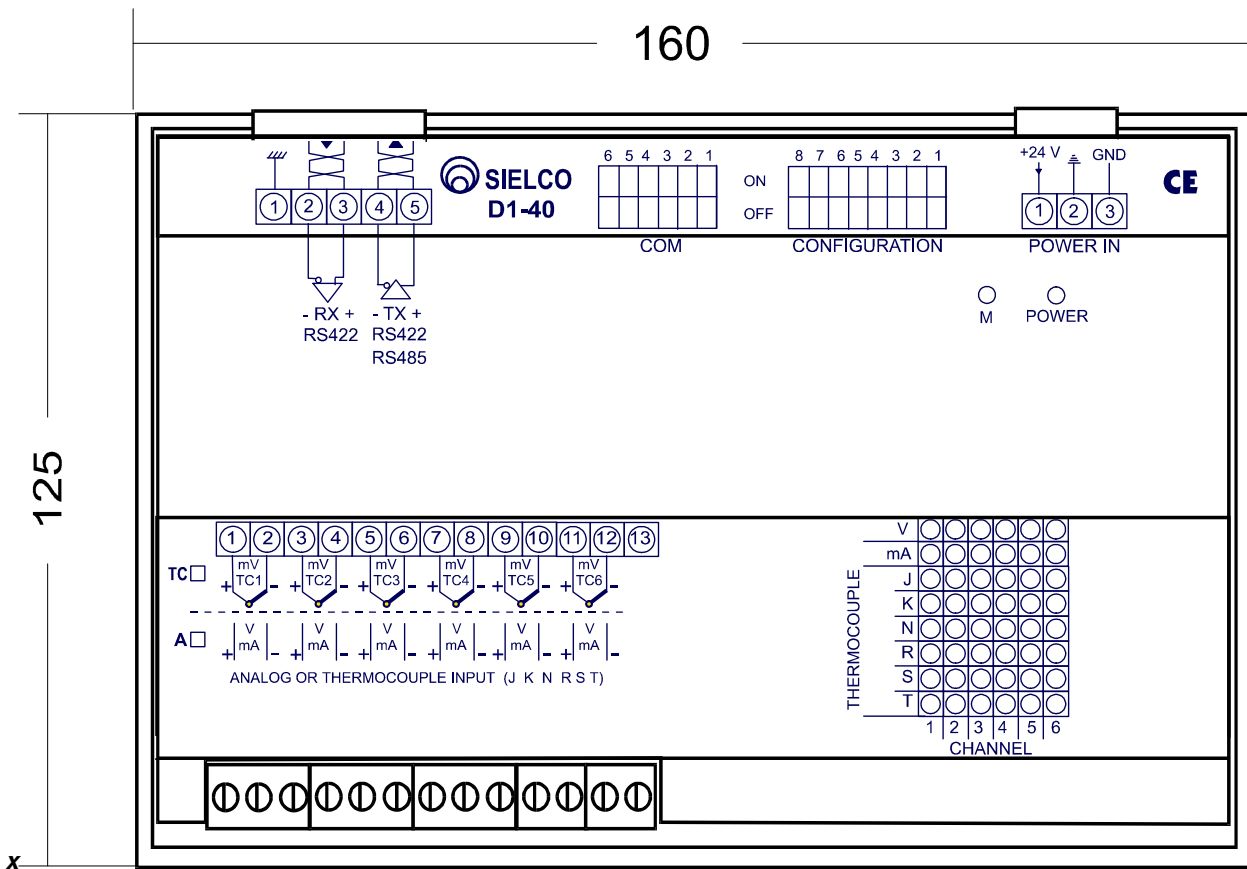 160
125
x
1 2 3 4 5
SIELCO
D1-40
6 5 4 3 2 1
COM
ON
OFF
8 7 6 5 4 3 2 1
CONFIGURATION
+24 V GND
1 2 3
POWER IN
CE
M POWER
- RX +
RS422
- TX +
RS422
RS485
1 2 3 4 5 6 7 8 9 10 11 12 13
TC
mV mV mV mV mV mV
+ TC1 - + TC2 - + TC3 - + TC4 - + TC5 - + TC6 -
A
V V V V V V
+ mA - + mA - + mA - + mA - + mA - + mA -
ANALOG OR THERMOCOUPLE INPUT (J K N R S T)
THERMOCOUPLE
V
mA
J
K
N
R
S
T
1 2 3 4 5 6
CHANNEL